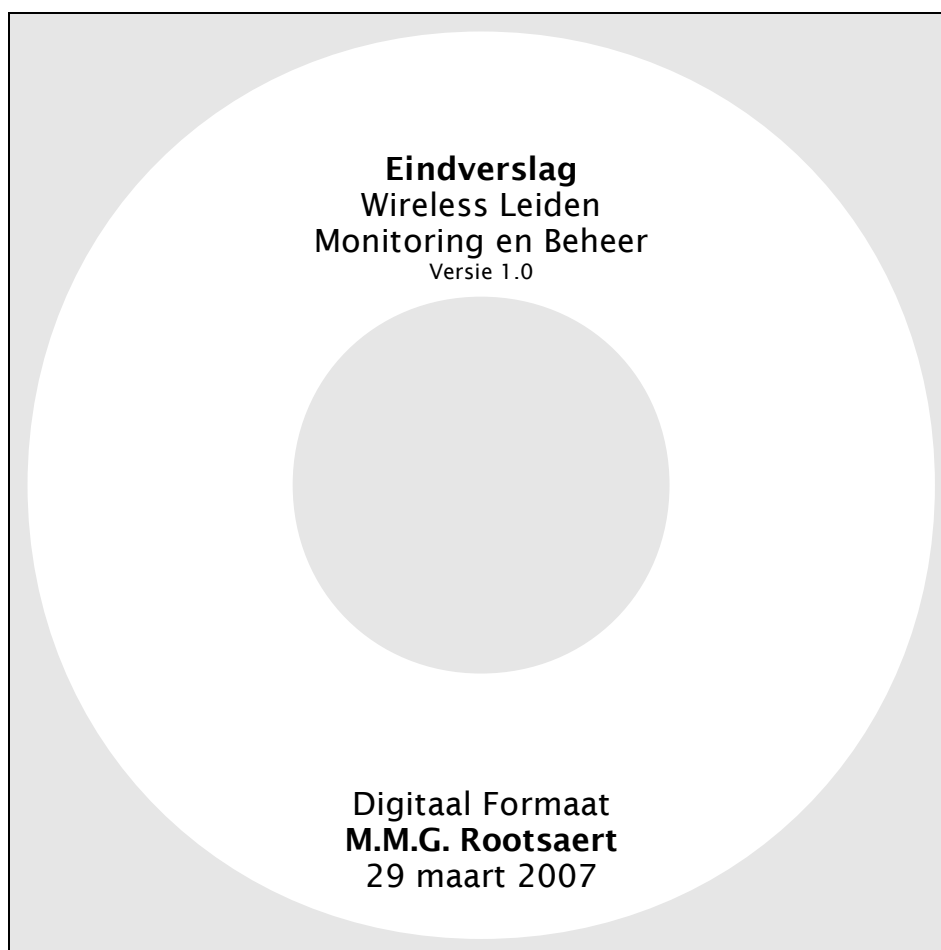 Eindverslag
Wireless Leiden
Monitoring en Beheer
Versie 1.0
Digitaal Formaat
M.M.G. Rootsaert
29 maart 2007